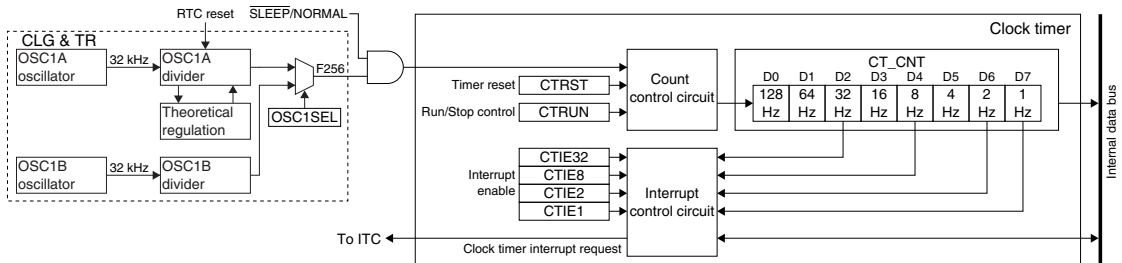 RTC reset
SLEEP/NORMAL
Clock timer
CLG & TR
OSC1A
oscillator
32 kHz
OSC1A
divider
F256
Theoretical
regulation
OSC1SEL
OSC1B
oscillator
32 kHz
OSC1B
divider
Timer reset
CTRST
Run/Stop control
CTRUN
Count
control circuit
CT_CNT
D0 D1 D2 D3 D4 D5 D6 D7
128 64 32 16 8 4 2 1
Hz Hz Hz Hz Hz Hz Hz Hz
Interrupt
enable
CTIE32
CTIE8
CTIE2
CTIE1
Interrupt
control circuit
To ITC
Clock timer interrupt request
Internal data bus